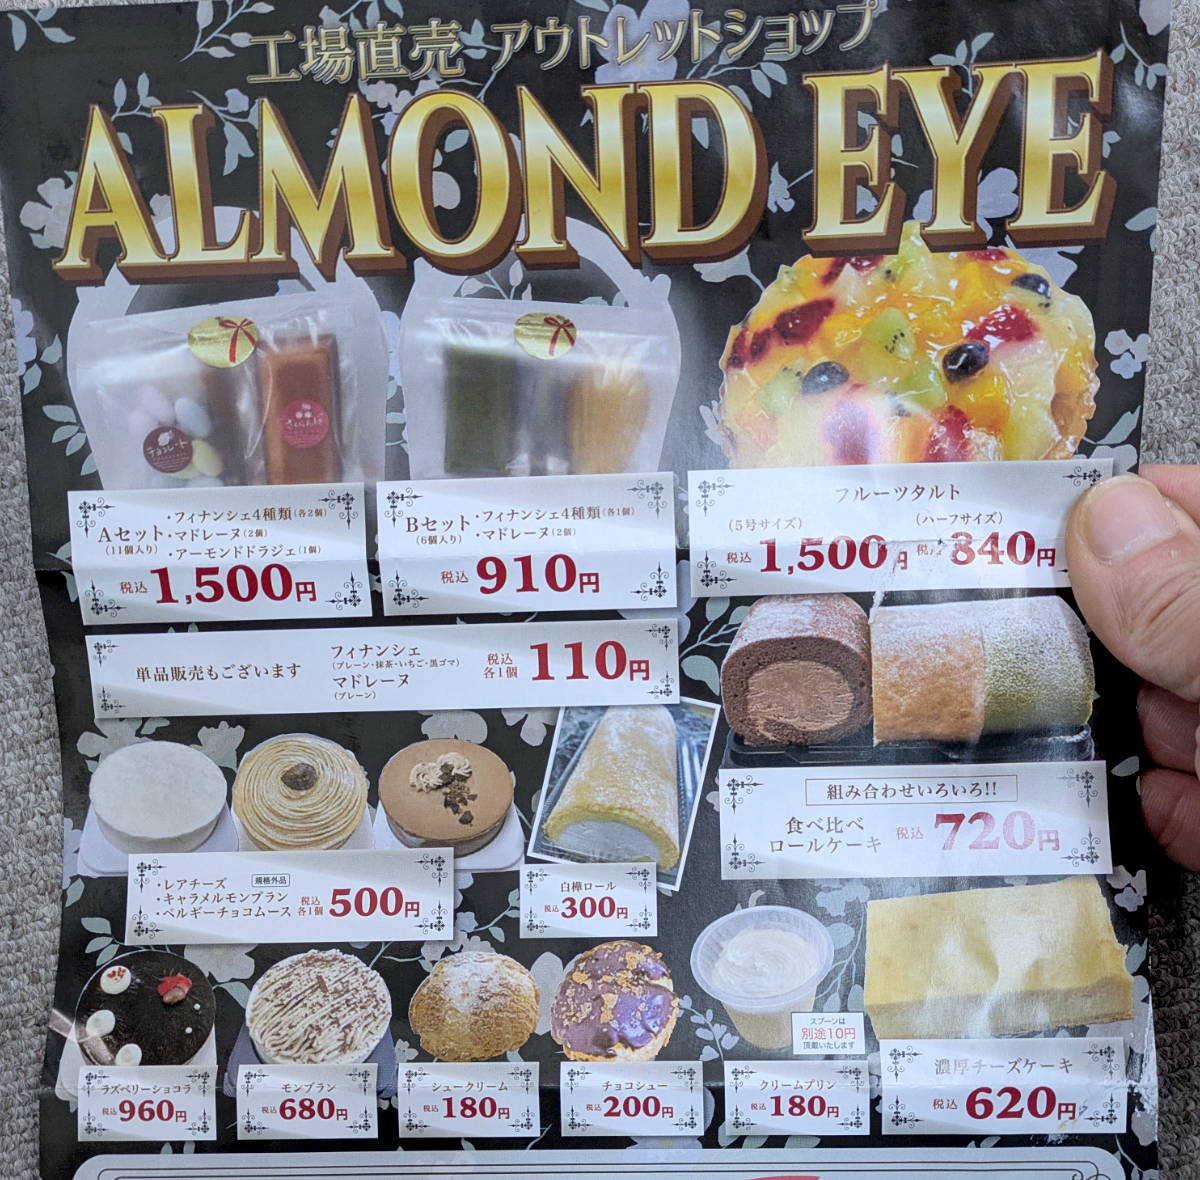 工場直売 アウトレットショップ
ALMOND EYE
チョコレート
さくらんぼ
Aセット
(11個入り)
・フィナンシェ4種類(各2個)
・マドレーヌ(2個)
・アーモンドドラジェ(1個)
税込 1,500円
Bセット
(6個入り)
・フィナンシェ4種類(各1個)
・マドレーヌ(2個)
税込 910円
フルーツタルト
(5号サイズ)
税込 1,500円
(ハーフサイズ)
税込 840円
単品販売もございます
フィナンシェ
(プレーン・抹茶・いちご・黒ゴマ)
マドレーヌ
(プレーン)
税込
各1個 110円
組み合わせいろいろ!!
食べ比べ
ロールケーキ
税込 720円
・レアチーズ
規格外品
・キャラメルモンブラン
・ベルギーチョコムース
税込
各1個 500円
白樺ロール
税込 300円
ラズベリーショコラ
税込 960円
モンブラン
税込 680円
シュークリーム
税込 180円
チョコシュー
税込 200円
スプーンは
別途10円
頂戴いたします
クリームプリン
税込 180円
濃厚チーズケーキ
税込 620円